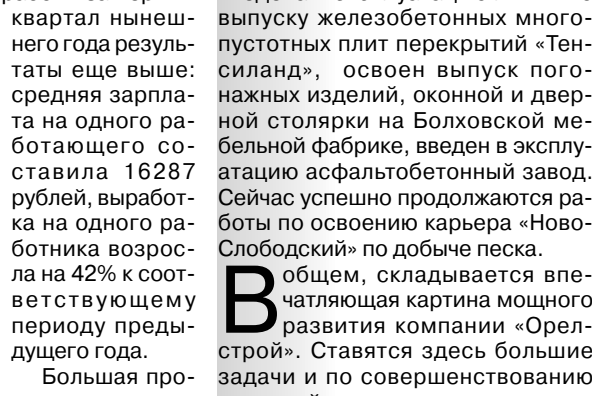 квартал нынеш-
него года резуль-
таты еще выше:
средняя зарпла-
та на одного ра-
ботающего со-
ставила 16287
рублей, выработ-
ка на одного ра-
ботника возрос-
ла на 42% к соот-
ветствующему
периоду преды-
дущего года.
Большая про-
выпуску железобетонных много-
пустотных плит перекрытий «Тен-
силанд», освоен выпуск пого-
нажных изделий, оконной и двер-
ной столярки на Болховской ме-
бельной фабрике, введен в эксплу-
атацию асфальтобетонный завод.
Сейчас успешно продолжаются ра-
боты по освоению карьера «Ново-
Слободский» по добыче песка.
В общем, складывается впе-
чатляющая картина мощного
развития компании «Орел-
строй». Ставятся здесь большие
задачи и по совершенствованию